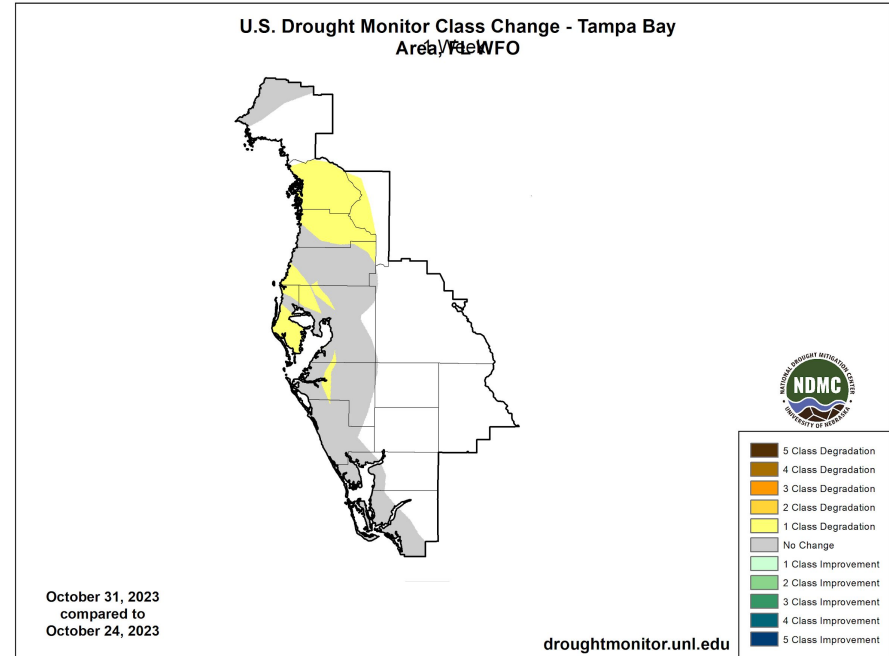 U.S. Drought Monitor Class Change - Tampa Bay
Area, FL WFO
1 Week
NATIONAL DROUGHT MITIGATION CENTER
NDMC
UNIVERSITY OF NEBRASKA
5 Class Degradation
4 Class Degradation
3 Class Degradation
2 Class Degradation
1 Class Degradation
No Change
1 Class Improvement
2 Class Improvement
3 Class Improvement
4 Class Improvement
5 Class Improvement
October 31, 2023
compared to
October 24, 2023
droughtmonitor.unl.edu